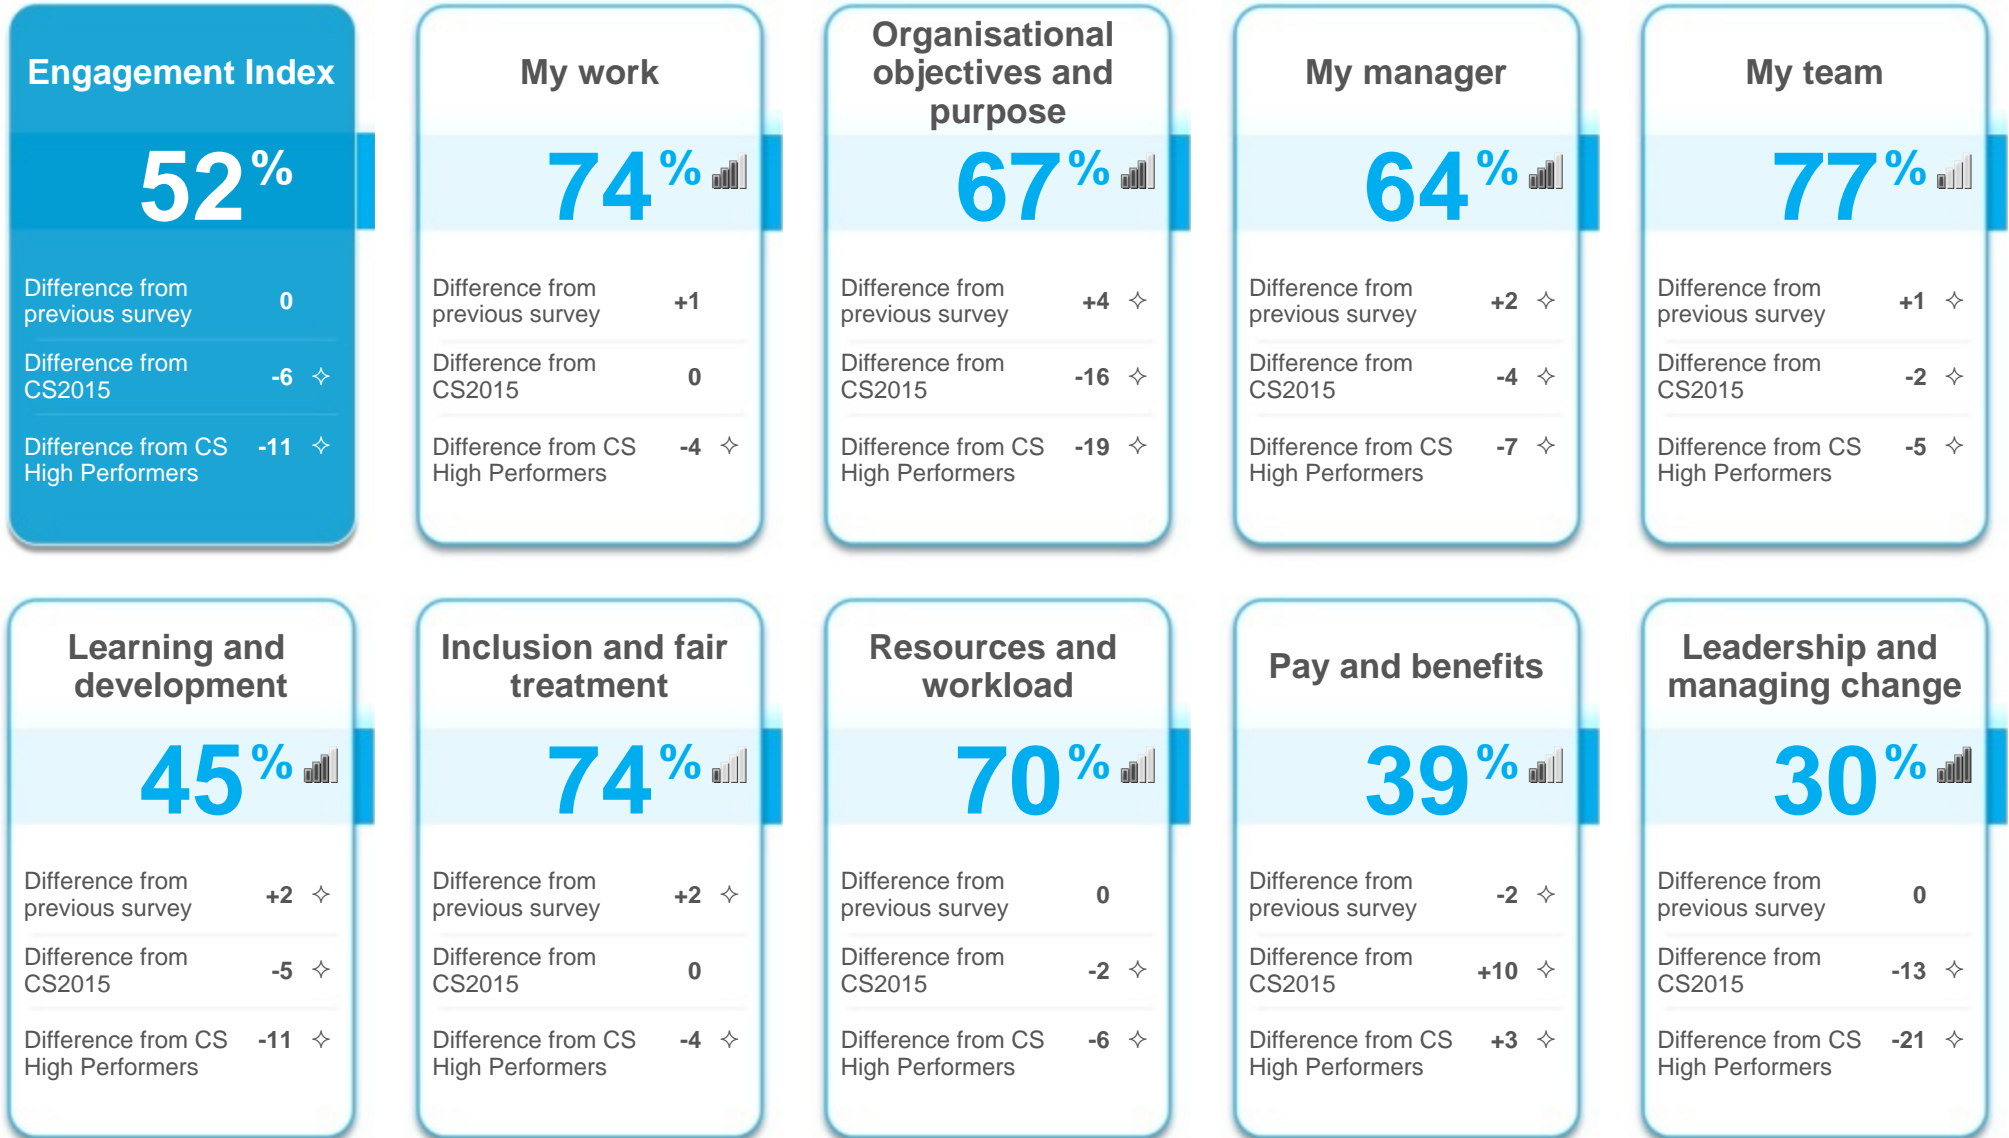 Engagement Index
52%
Difference from
previous survey
0
Difference from
CS2015
-6 ✧
Difference from CS
High Performers
-11 ✧
My work
74%
Difference from
previous survey
+1
Difference from
CS2015
0
Difference from CS
High Performers
-4 ✧
Organisational
objectives and
purpose
67%
Difference from
previous survey
+4 ✧
Difference from
CS2015
-16 ✧
Difference from CS
High Performers
-19 ✧
My manager
64%
Difference from
previous survey
+2 ✧
Difference from
CS2015
-4 ✧
Difference from CS
High Performers
-7 ✧
My team
77%
Difference from
previous survey
+1 ✧
Difference from
CS2015
-2 ✧
Difference from CS
High Performers
-5 ✧
Learning and
development
45%
Difference from
previous survey
+2 ✧
Difference from
CS2015
-5 ✧
Difference from CS
High Performers
-11 ✧
Inclusion and fair
treatment
74%
Difference from
previous survey
+2 ✧
Difference from
CS2015
0
Difference from CS
High Performers
-4 ✧
Resources and
workload
70%
Difference from
previous survey
0
Difference from
CS2015
-2 ✧
Difference from CS
High Performers
-6 ✧
Pay and benefits
39%
Difference from
previous survey
-2 ✧
Difference from
CS2015
+10 ✧
Difference from CS
High Performers
+3 ✧
Leadership and
managing change
30%
Difference from
previous survey
0
Difference from
CS2015
-13 ✧
Difference from CS
High Performers
-21 ✧